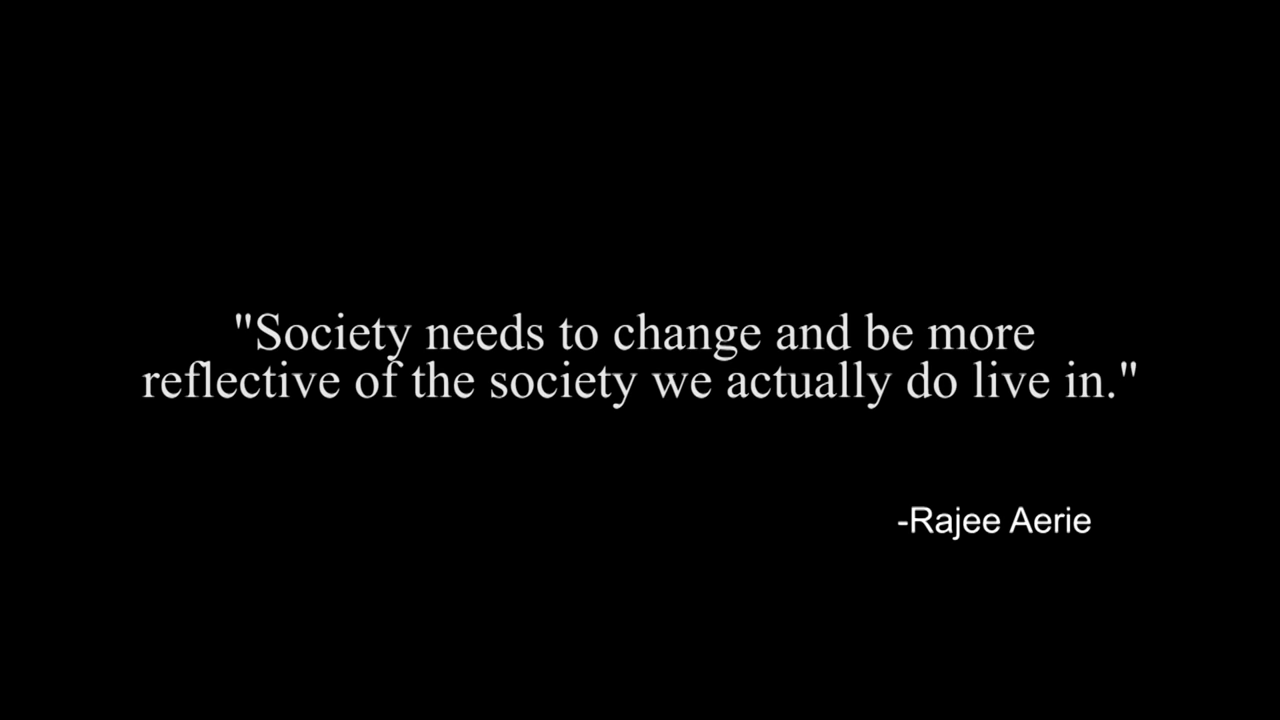 "Society needs to change and be more
reflective of the society we actually do live in."
-Rajee Aerie